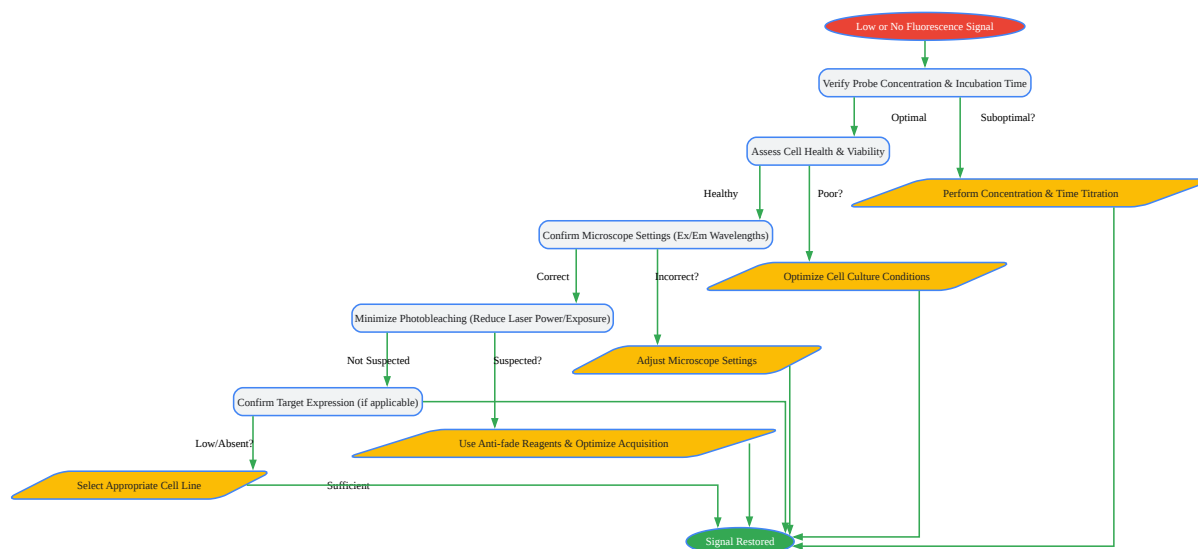 Low or No Fluorescence Signal
Verify Probe Concentration & Incubation Time
Optimal
Suboptimal?
Assess Cell Health & Viability
Healthy
Poor?
Perform Concentration & Time Titration
Confirm Microscope Settings (Ex/Em Wavelengths)
Correct
Incorrect?
Optimize Cell Culture Conditions
Minimize Photobleaching (Reduce Laser Power/Exposure)
Not Suspected
Suspected?
Adjust Microscope Settings
Confirm Target Expression (if applicable)
Low/Absent?
Use Anti-fade Reagents & Optimize Acquisition
Select Appropriate Cell Line
Sufficient
Signal Restored